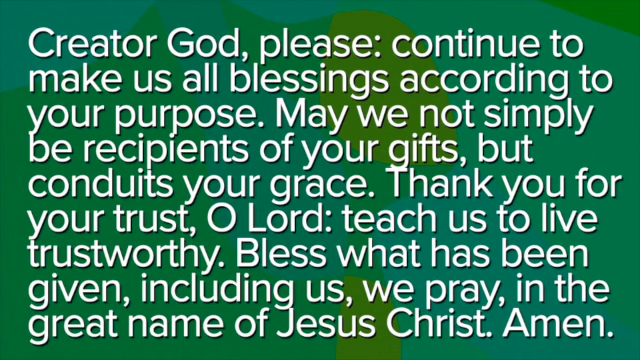 Creator God, please: continue to
make us all blessings according to
your purpose. May we not simply
be recipients of your gifts, but
conduits your grace. Thank you for
your trust, O Lord: teach us to live
trustworthy. Bless what has been
given, including us, we pray, in the
great name of Jesus Christ. Amen.